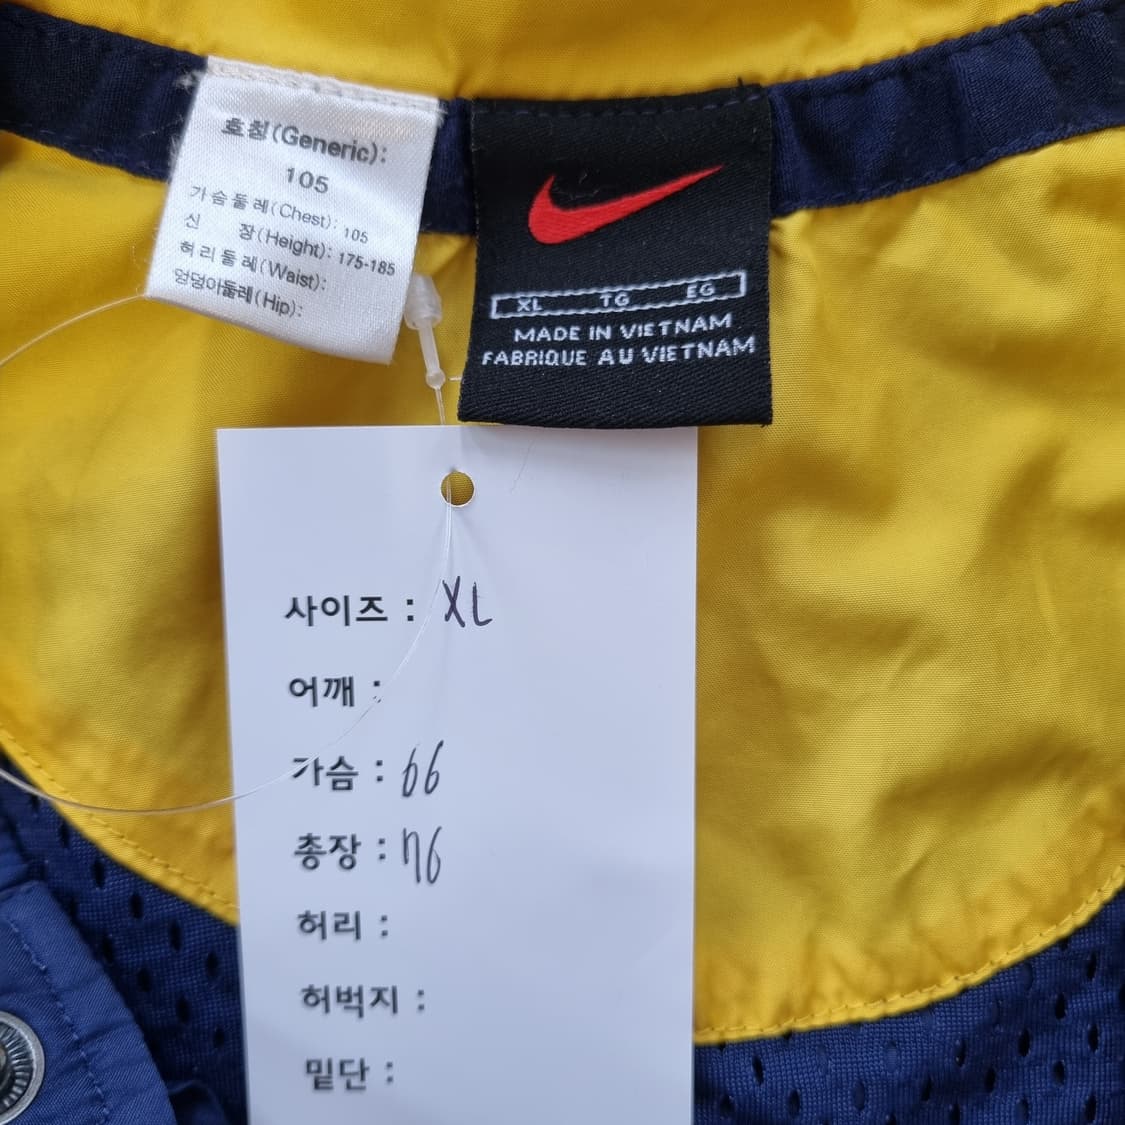 호칭(Generic):
105
가슴둘레(Chest): 105
신 장(Height): 175-185
허리둘레(Waist):
엉덩이둘레(Hip):
XL TG EG
MADE IN VIETNAM
FABRIQUE AU VIETNAM
사이즈 : XL
어깨 :
가슴 : 66
총장 : 76
허리 :
허벅지 :
밑단 :